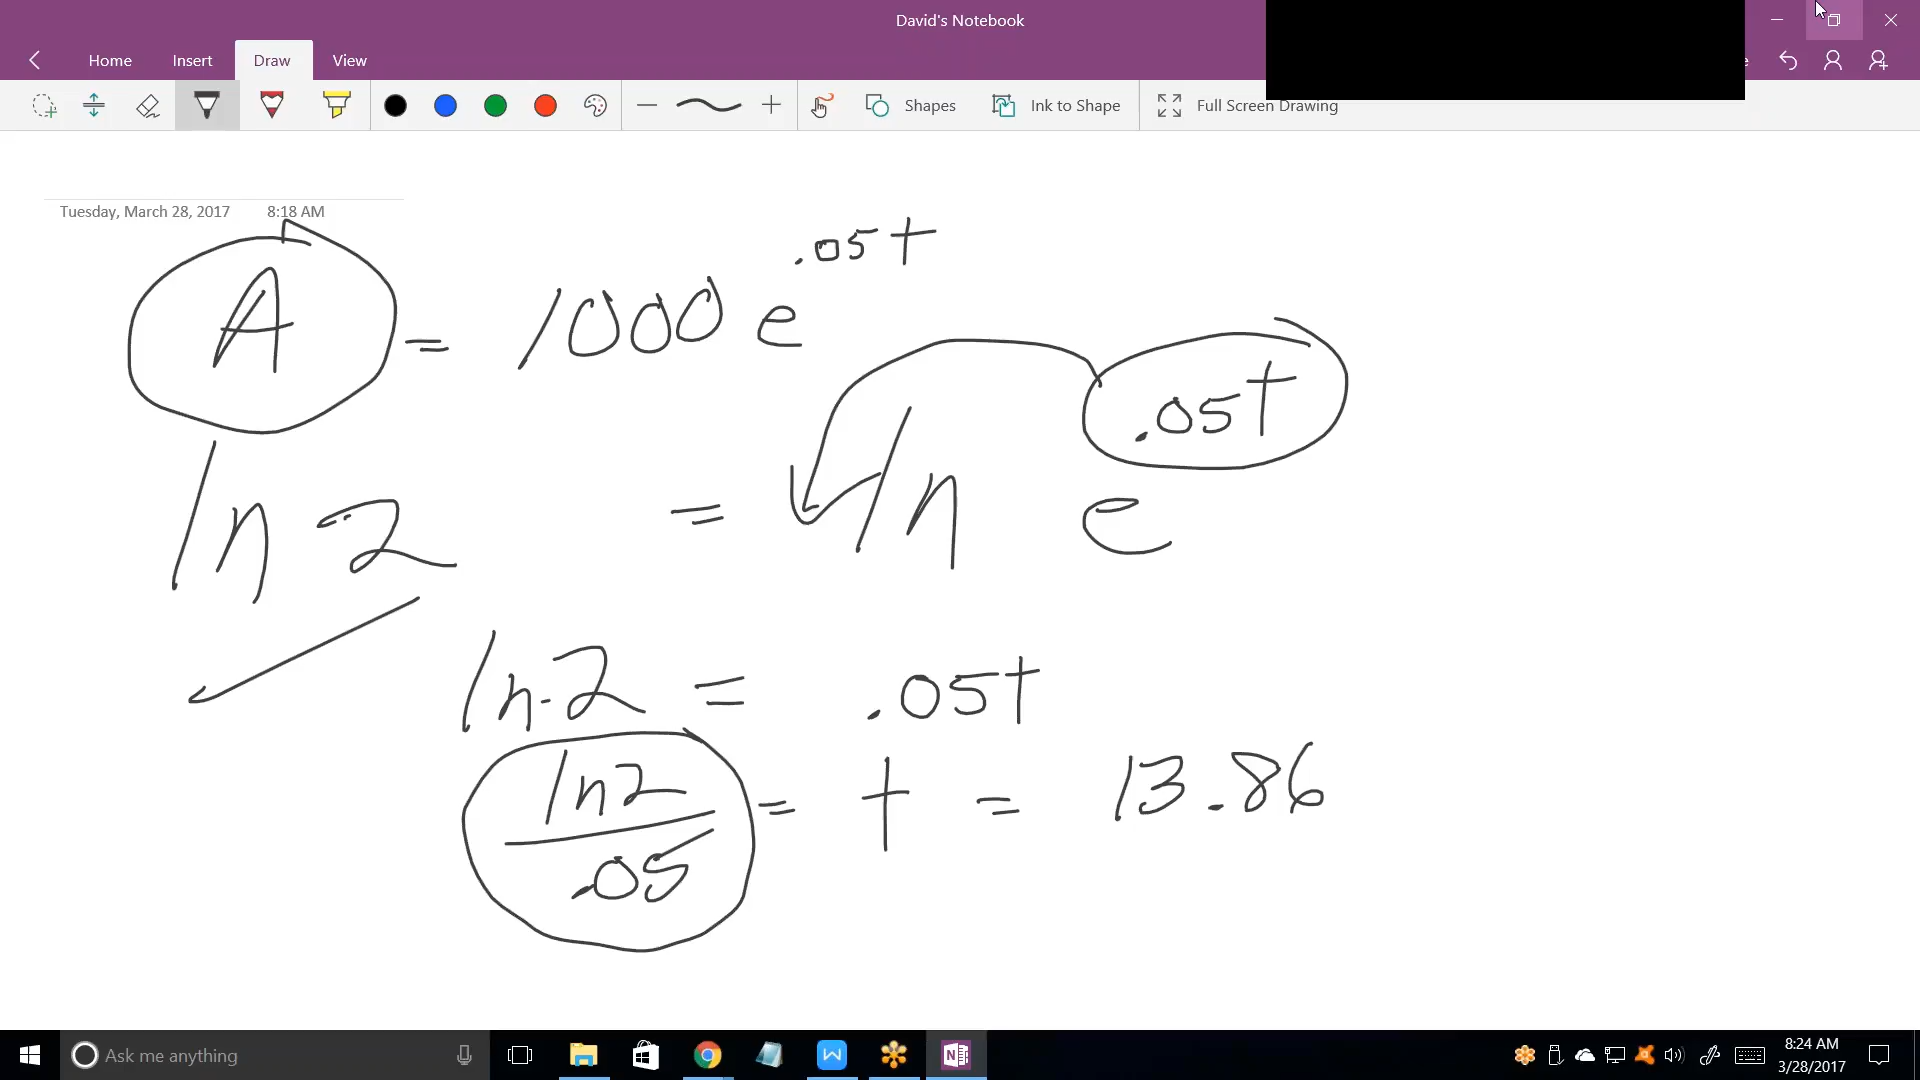 David's Notebook
Home Insert Draw View
Shapes Ink to Shape Full Screen Drawing
Tuesday, March 28, 2017 8:18 AM
A = 1000 e^.05t
ln 2 = ln e^.05t
ln 2 = .05t
ln2/.05 = t = 13.86
Ask me anything
8:24 AM
3/28/2017